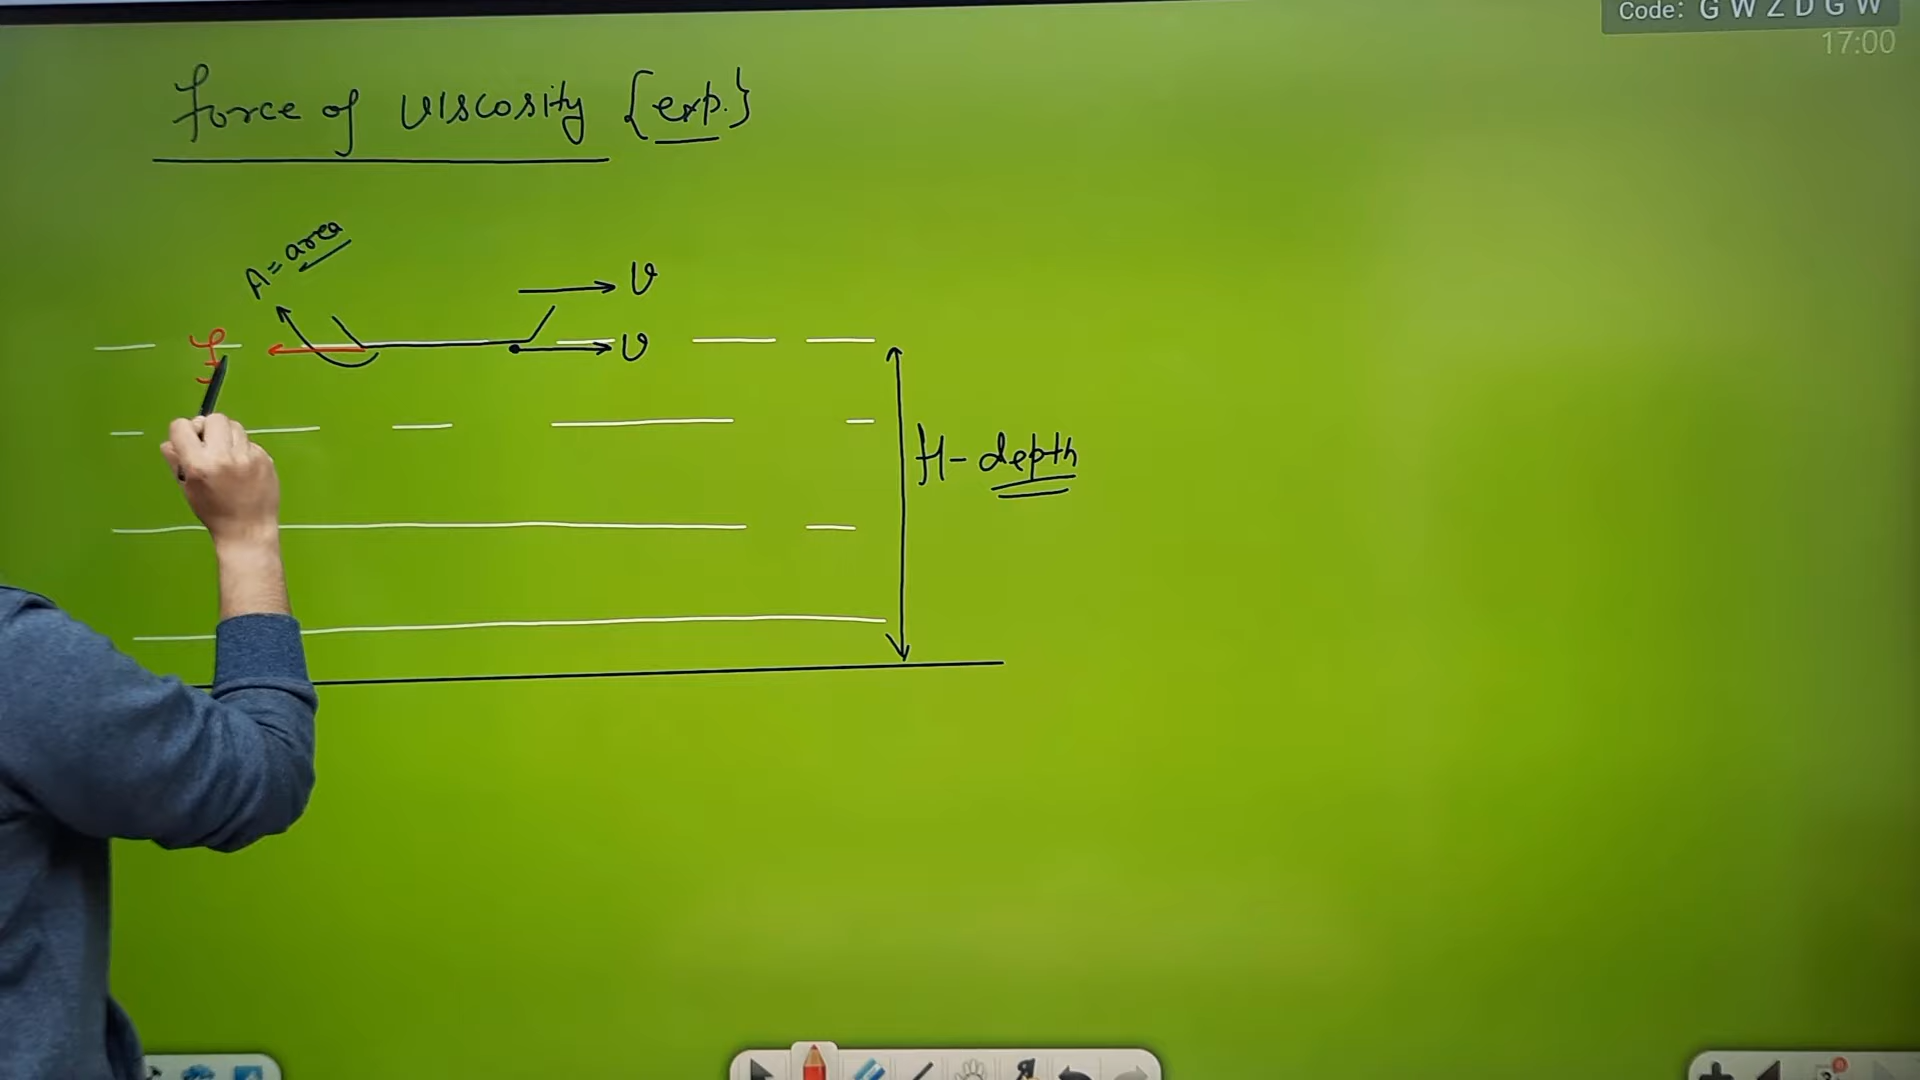 Code: G W Z D G W
17:00
Force of viscosity {exp.}
A = area
v
v
H - depth